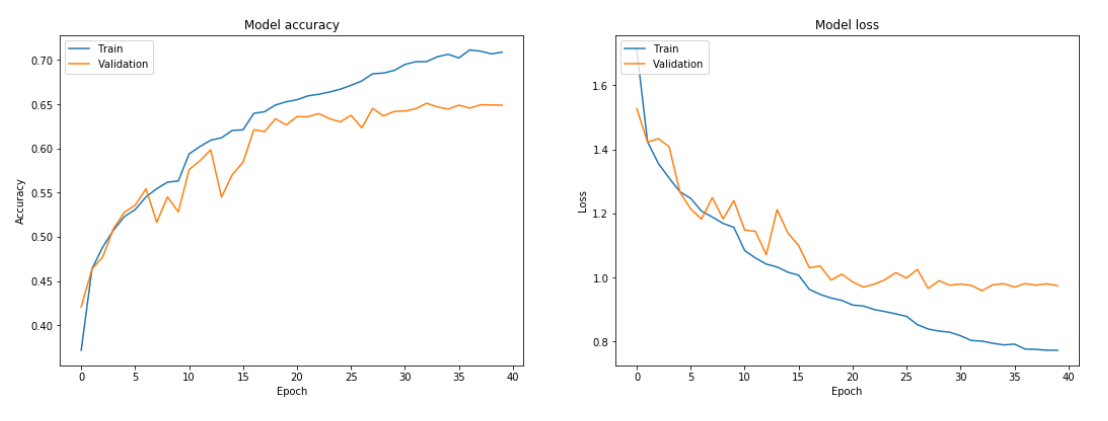 Model accuracy
Train
Validation
0.70
0.65
0.60
0.55
0.50
0.45
0.40
Accuracy
0 5 10 15 20 25 30 35 40
Epoch
Model loss
Train
Validation
1.6
1.4
1.2
1.0
0.8
Loss
0 5 10 15 20 25 30 35 40
Epoch